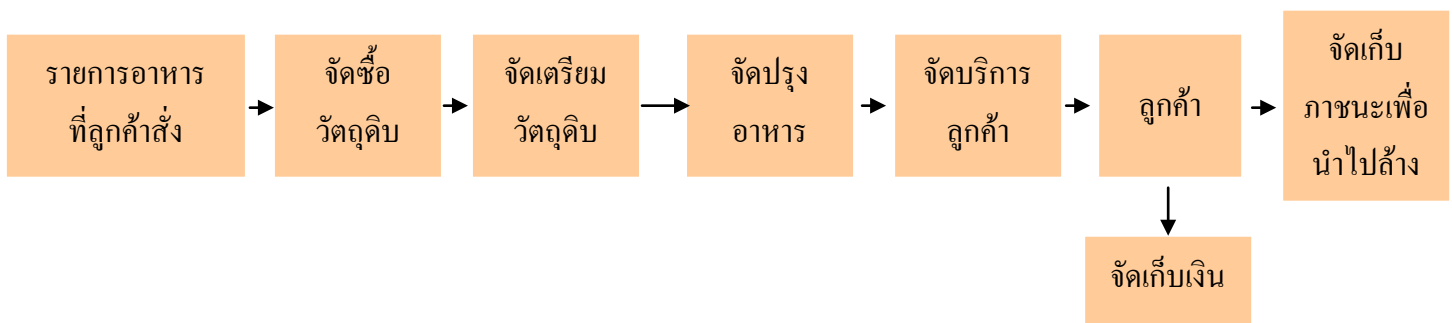 รายการอาหาร
ที่ลูกค้าสั่ง
จัดซื้อ
วัตถุดิบ
จัดเตรียม
วัตถุดิบ
จัดปรุง
อาหาร
จัดบริการ
ลูกค้า
ลูกค้า
จัดเก็บ
ภาชนะเพื่อ
นำไปล้าง
จัดเก็บเงิน